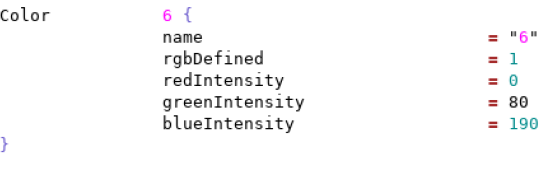 Color 6 {
name = "6"
rgbDefined = 1
redIntensity = 0
greenIntensity = 80
blueIntensity = 190
}